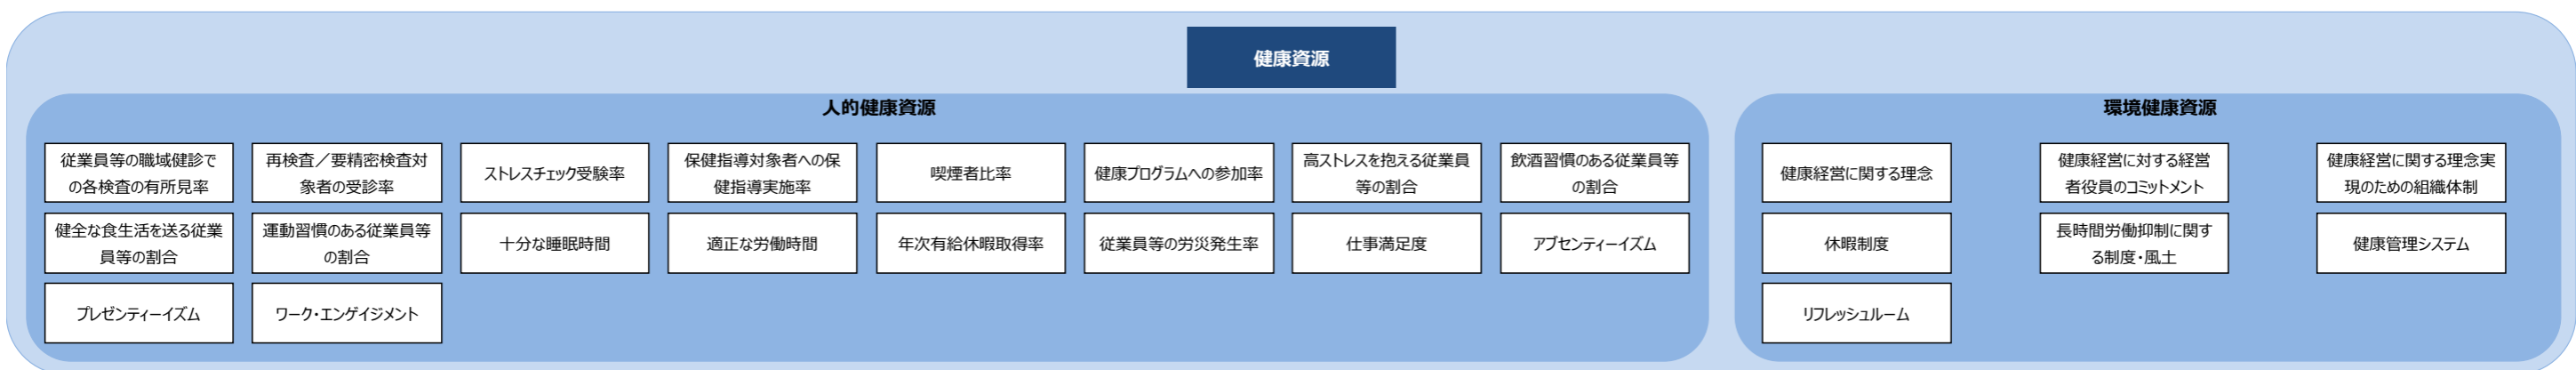 健康資源
人的健康資源
従業員等の職域健診で
の各検査の有所見率
再検査／要精密検査対
象者の受診率
ストレスチェック受験率
保健指導対象者への保
健指導実施率
喫煙者比率
健康プログラムへの参加率
高ストレスを抱える従業員
等の割合
飲酒習慣のある従業員等
の割合
健全な食生活を送る従業
員等の割合
運動習慣のある従業員等
の割合
十分な睡眠時間
適正な労働時間
年次有給休暇取得率
従業員等の労災発生率
仕事満足度
アブセンティーイズム
プレゼンティーイズム
ワーク・エンゲイジメント
環境健康資源
健康経営に関する理念
健康経営に対する経営
者役員のコミットメント
健康経営に関する理念実
現のための組織体制
休暇制度
長時間労働抑制に関す
る制度・風土
健康管理システム
リフレッシュルーム